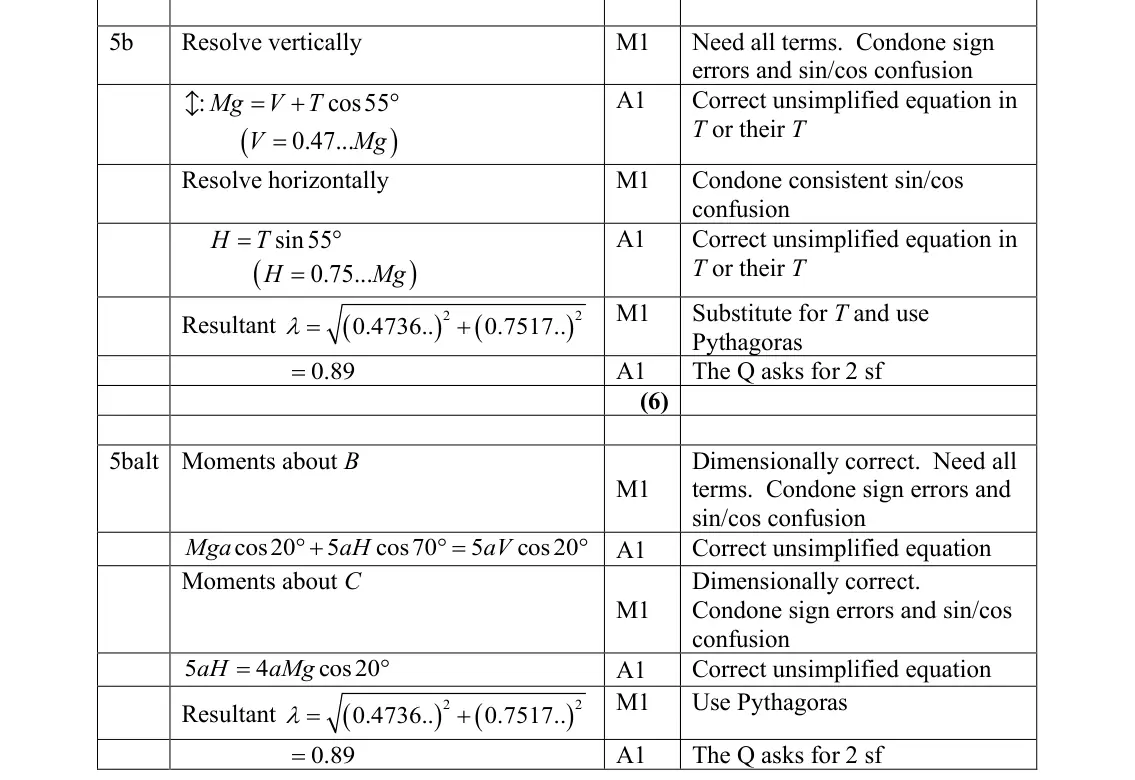 5b Resolve vertically M1 Need all terms. Condone sign
errors and sin/cos confusion
↕: Mg = V + T cos 55° A1 Correct unsimplified equation in
T or their T
(V = 0.47...Mg)
Resolve horizontally M1 Condone consistent sin/cos
confusion
H = T sin 55° A1 Correct unsimplified equation in
T or their T
(H = 0.75...Mg)
Resultant λ = √((0.4736..)² + (0.7517..)²) M1 Substitute for T and use
Pythagoras
= 0.89 A1 The Q asks for 2 sf
(6)
5balt Moments about B Dimensionally correct. Need all
M1 terms. Condone sign errors and
sin/cos confusion
Mga cos 20° + 5aH cos 70° = 5aV cos 20° A1 Correct unsimplified equation
Moments about C Dimensionally correct.
M1 Condone sign errors and sin/cos
confusion
5aH = 4aMg cos 20° A1 Correct unsimplified equation
Resultant λ = √((0.4736..)² + (0.7517..)²) M1 Use Pythagoras
= 0.89 A1 The Q asks for 2 sf